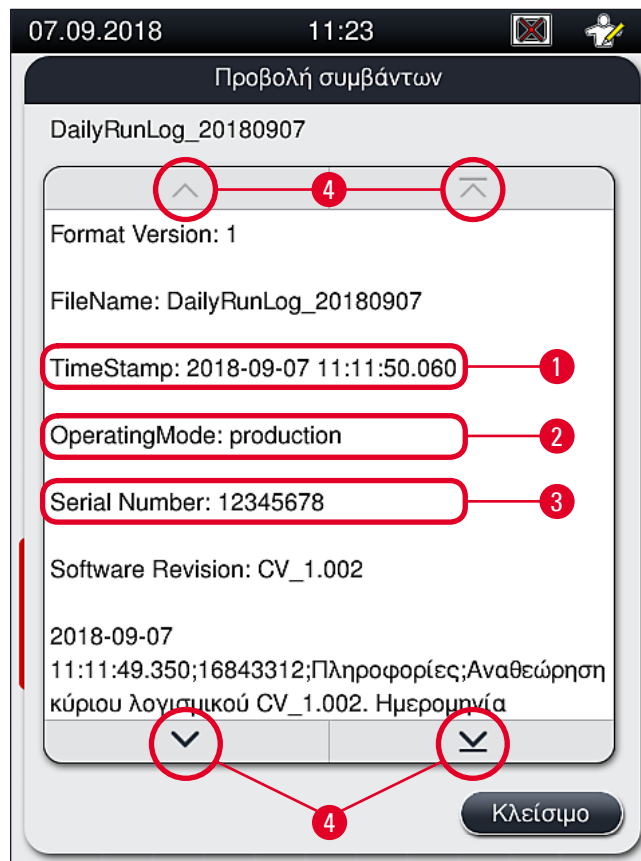 07.09.2018 11:23
Προβολή συμβάντων
DailyRunLog_20180907
4
Format Version: 1
FileName: DailyRunLog_20180907
TimeStamp: 2018-09-07 11:11:50.060 1
OperatingMode: production 2
Serial Number: 12345678 3
Software Revision: CV_1.002
2018-09-07
11:11:49.350;16843312;Πληροφορίες;Αναθεώρηση
κύριου λογισμικού CV_1.002. Ημερομηνία
4
Κλείσιμο